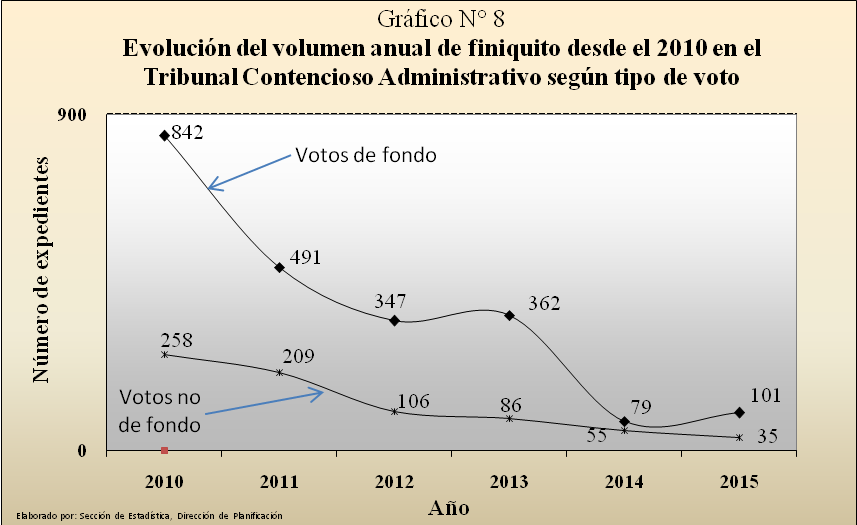 Gráfico N° 8
Evolución del volumen anual de finiquito desde el 2010 en el
Tribunal Contencioso Administrativo según tipo de voto
900
842
Votos de fondo
491
347
362
258
209
106
86
79
101
Votos no
de fondo
55
35
0
Número de expedientes
2010 2011 2012 2013 2014 2015
Año
Elaborado por: Sección de Estadística, Dirección de Planificación